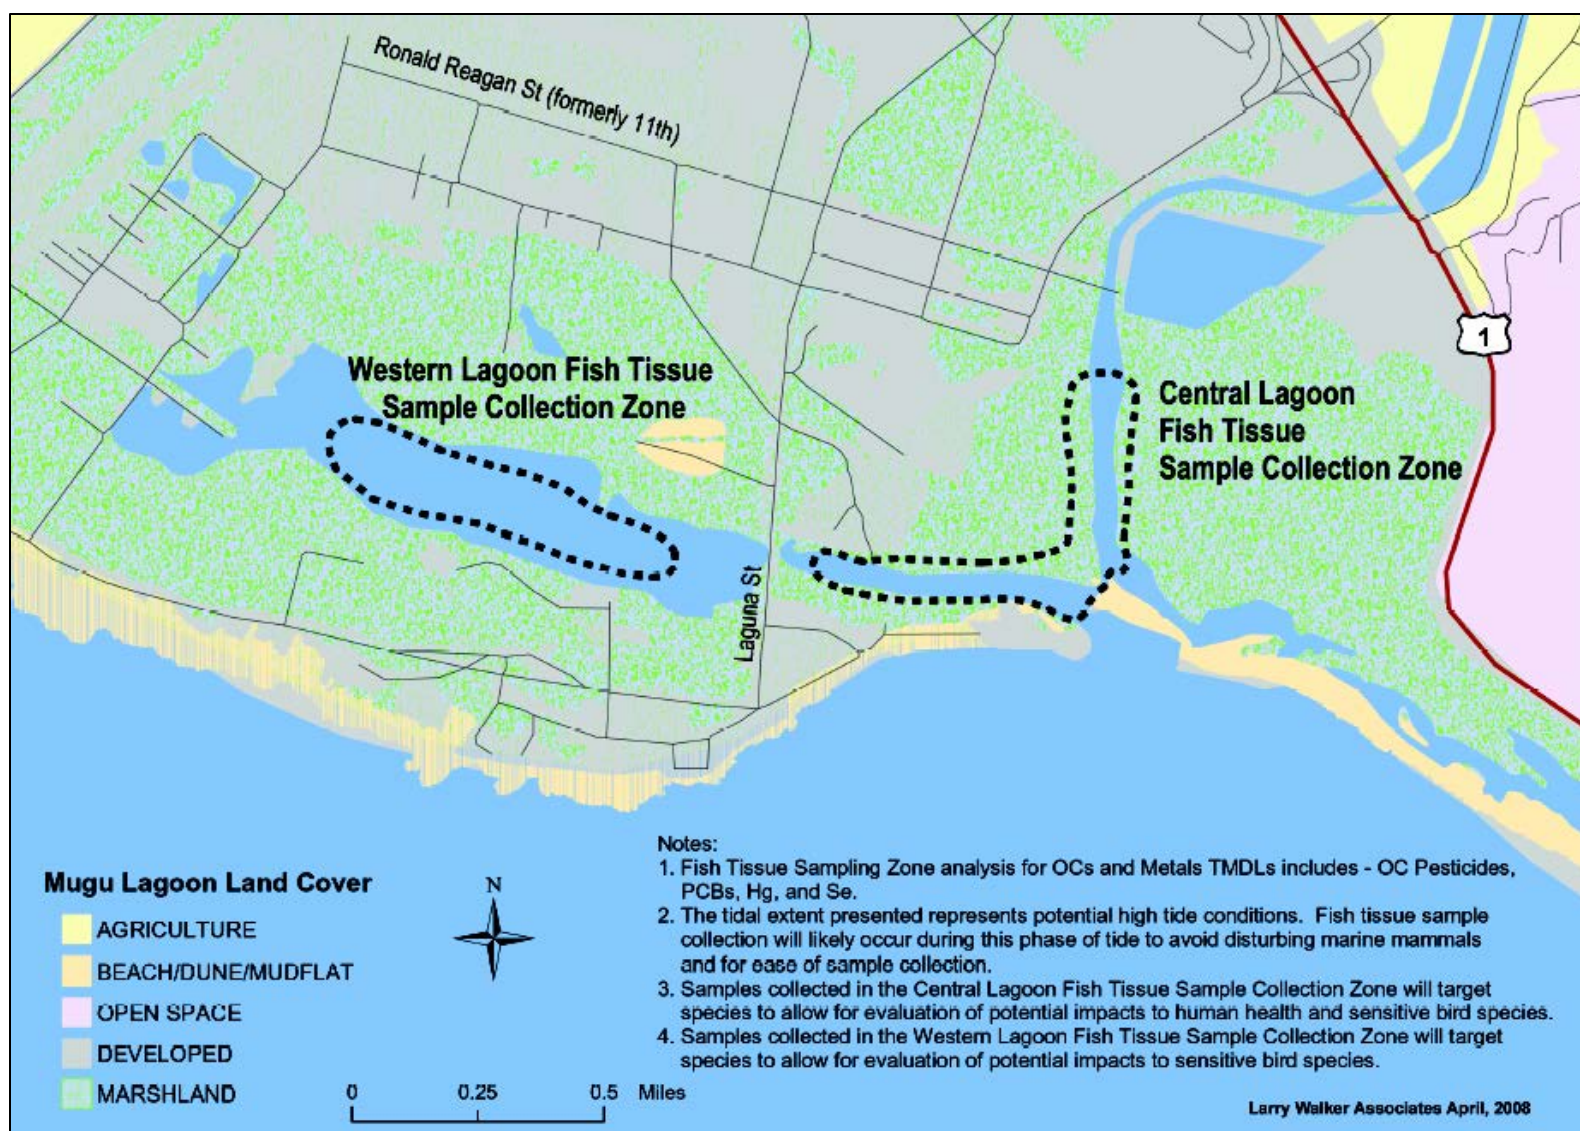 Ronald Reagan St (formerly 11th)
1
Western Lagoon Fish Tissue
Sample Collection Zone
Central Lagoon
Fish Tissue
Sample Collection Zone
Laguna St
Mugu Lagoon Land Cover
AGRICULTURE
BEACH/DUNE/MUDFLAT
OPEN SPACE
DEVELOPED
MARSHLAND
N
0 0.25 0.5 Miles
Notes:
1. Fish Tissue Sampling Zone analysis for OCs and Metals TMDLs includes - OC Pesticides,
PCBs, Hg, and Se.
2. The tidal extent presented represents potential high tide conditions. Fish tissue sample
collection will likely occur during this phase of tide to avoid disturbing marine mammals
and for ease of sample collection.
3. Samples collected in the Central Lagoon Fish Tissue Sample Collection Zone will target
species to allow for evaluation of potential impacts to human health and sensitive bird species.
4. Samples collected in the Western Lagoon Fish Tissue Sample Collection Zone will target
species to allow for evaluation of potential impacts to sensitive bird species.
Larry Walker Associates April, 2008